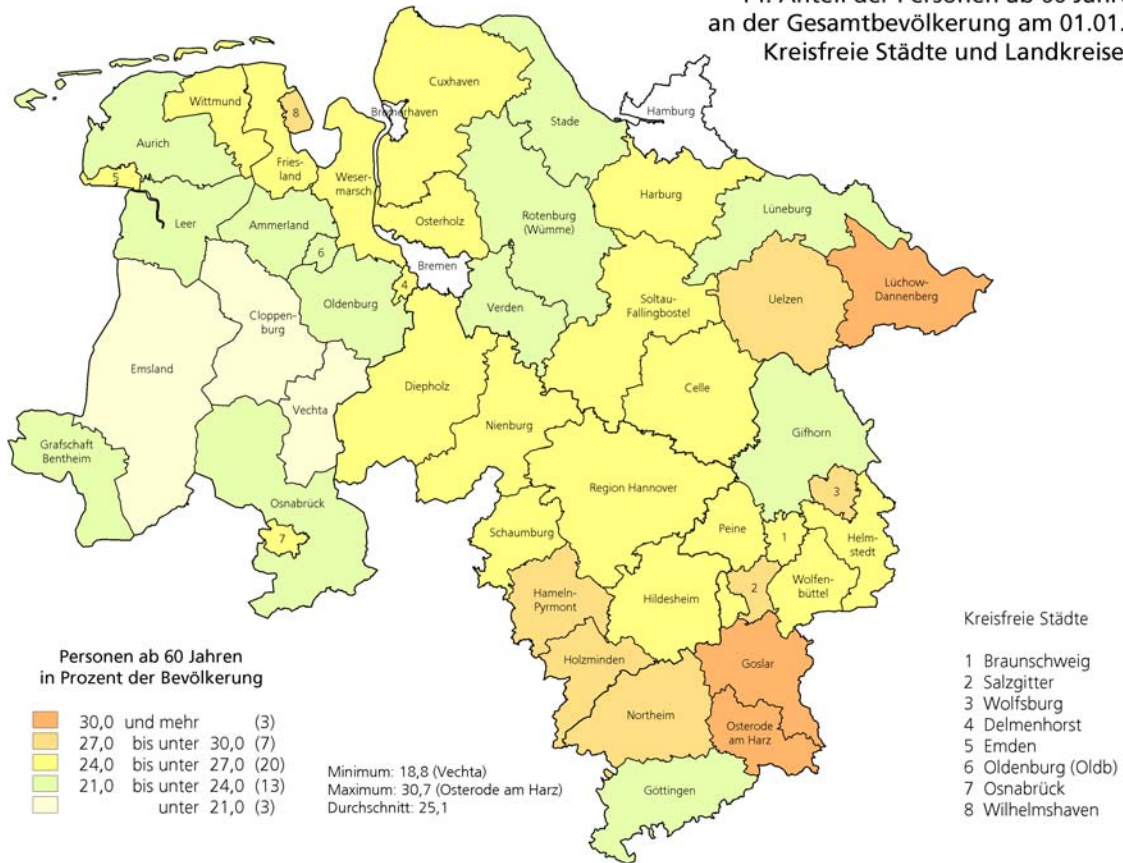 an der Gesamtbevölkerung am 01.01.
Kreisfreie Städte und Landkreise
Cuxhaven
Wittmund
8
Bremerhaven
Hamburg
Stade
Aurich
5
Fries-
land
Weser-
marsch
Harburg
Osterholz
Rotenburg
(Wümme)
Lüneburg
Leer
Ammerland
6
Bremen
4
Lüchow-
Dannenberg
Uelzen
Oldenburg
Verden
Soltau-
Fallingbostel
Cloppen-
burg
Emsland
Diepholz
Celle
Vechta
Nienburg
Gifhorn
Grafschaft
Bentheim
Region Hannover
3
Osnabrück
7
Schaumburg
Peine
1
Helm-
stedt
2
Wolfen-
büttel
Hameln-
Pyrmont
Hildesheim
Holzminden
Goslar
Northeim
Osterode
am Harz
Göttingen
Personen ab 60 Jahren
in Prozent der Bevölkerung
30,0 und mehr (3)
27,0 bis unter 30,0 (7)
24,0 bis unter 27,0 (20)
21,0 bis unter 24,0 (13)
unter 21,0 (3)
Minimum: 18,8 (Vechta)
Maximum: 30,7 (Osterode am Harz)
Durchschnitt: 25,1
Kreisfreie Städte
1 Braunschweig
2 Salzgitter
3 Wolfsburg
4 Delmenhorst
5 Emden
6 Oldenburg (Oldb)
7 Osnabrück
8 Wilhelmshaven